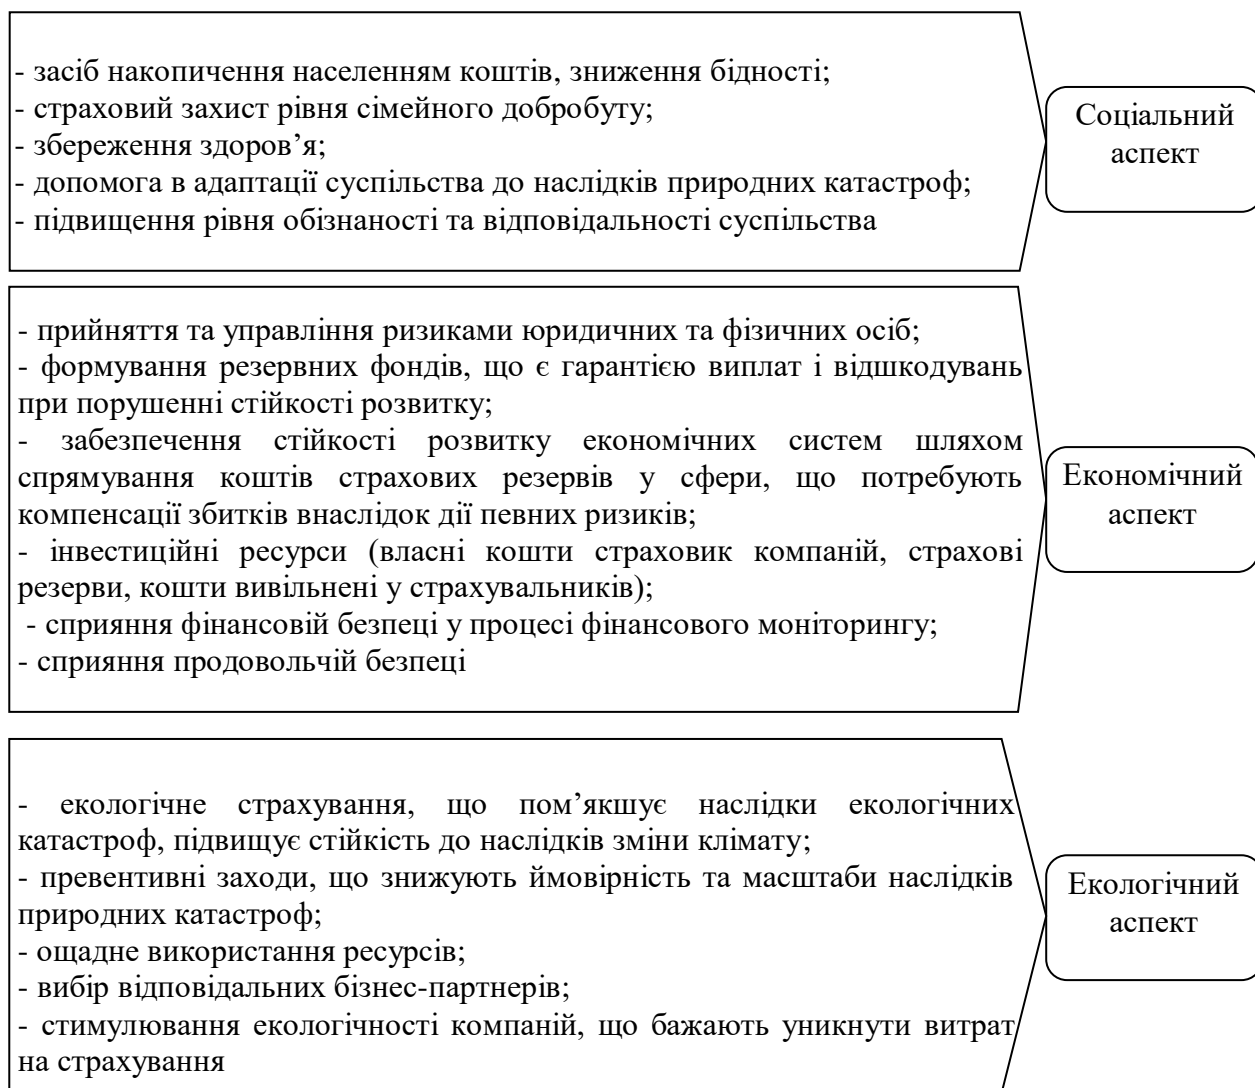 - засіб накопичення населенням коштів, зниження бідності;
- страховий захист рівня сімейного добробуту;
- збереження здоров’я;
- допомога в адаптації суспільства до наслідків природних катастроф;
- підвищення рівня обізнаності та відповідальності суспільства
Соціальний
аспект
- прийняття та управління ризиками юридичних та фізичних осіб;
- формування резервних фондів, що є гарантією виплат і відшкодувань
при порушенні стійкості розвитку;
- забезпечення стійкості розвитку економічних систем шляхом
спрямування коштів страхових резервів у сфери, що потребують
компенсації збитків внаслідок дії певних ризиків;
- інвестиційні ресурси (власні кошти страховик компаній, страхові
резерви, кошти вивільнені у страхувальників);
- сприяння фінансовій безпеці у процесі фінансового моніторингу;
- сприяння продовольчій безпеці
Економічний
аспект
- екологічне страхування, що пом’якшує наслідки екологічних
катастроф, підвищує стійкість до наслідків зміни клімату;
- превентивні заходи, що знижують ймовірність та масштаби наслідків
природних катастроф;
- ощадне використання ресурсів;
- вибір відповідальних бізнес-партнерів;
- стимулювання екологічності компаній, що бажають уникнути витрат
на страхування
Екологічний
аспект